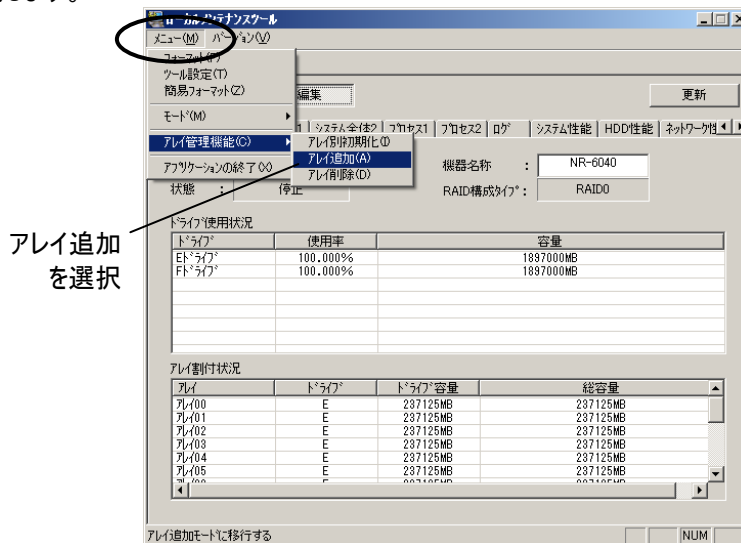 します。
ローカルメンテナンスツール
メニュー(M) バージョン(V)
フォーマット(F)
ツール設定(T)
簡易フォーマット(Z)
モード(M)
アレイ管理機能(C)
アプリケーションの終了(X)
アレイ別初期化(I)
アレイ追加(A)
アレイ削除(D)
編集
更新
システム全体2 プロセス1 プロセス2 ログ システム性能 HDD性能
機器名称 : NR-6040
状態 : 停止 RAID構成タイプ : RAID0
アレイ追加
を選択
ドライブ使用状況
ドライブ 使用率 容量
Eドライブ 100.000% 1897000MB
Fドライブ 100.000% 1897000MB
アレイ割付状況
アレイ ドライブ ドライブ容量 総容量
アレイ00 E 237125MB 237125MB
アレイ01 E 237125MB 237125MB
アレイ02 E 237125MB 237125MB
アレイ03 E 237125MB 237125MB
アレイ04 E 237125MB 237125MB
アレイ05 E 237125MB 237125MB
アレイ追加モードに移行する
NUM